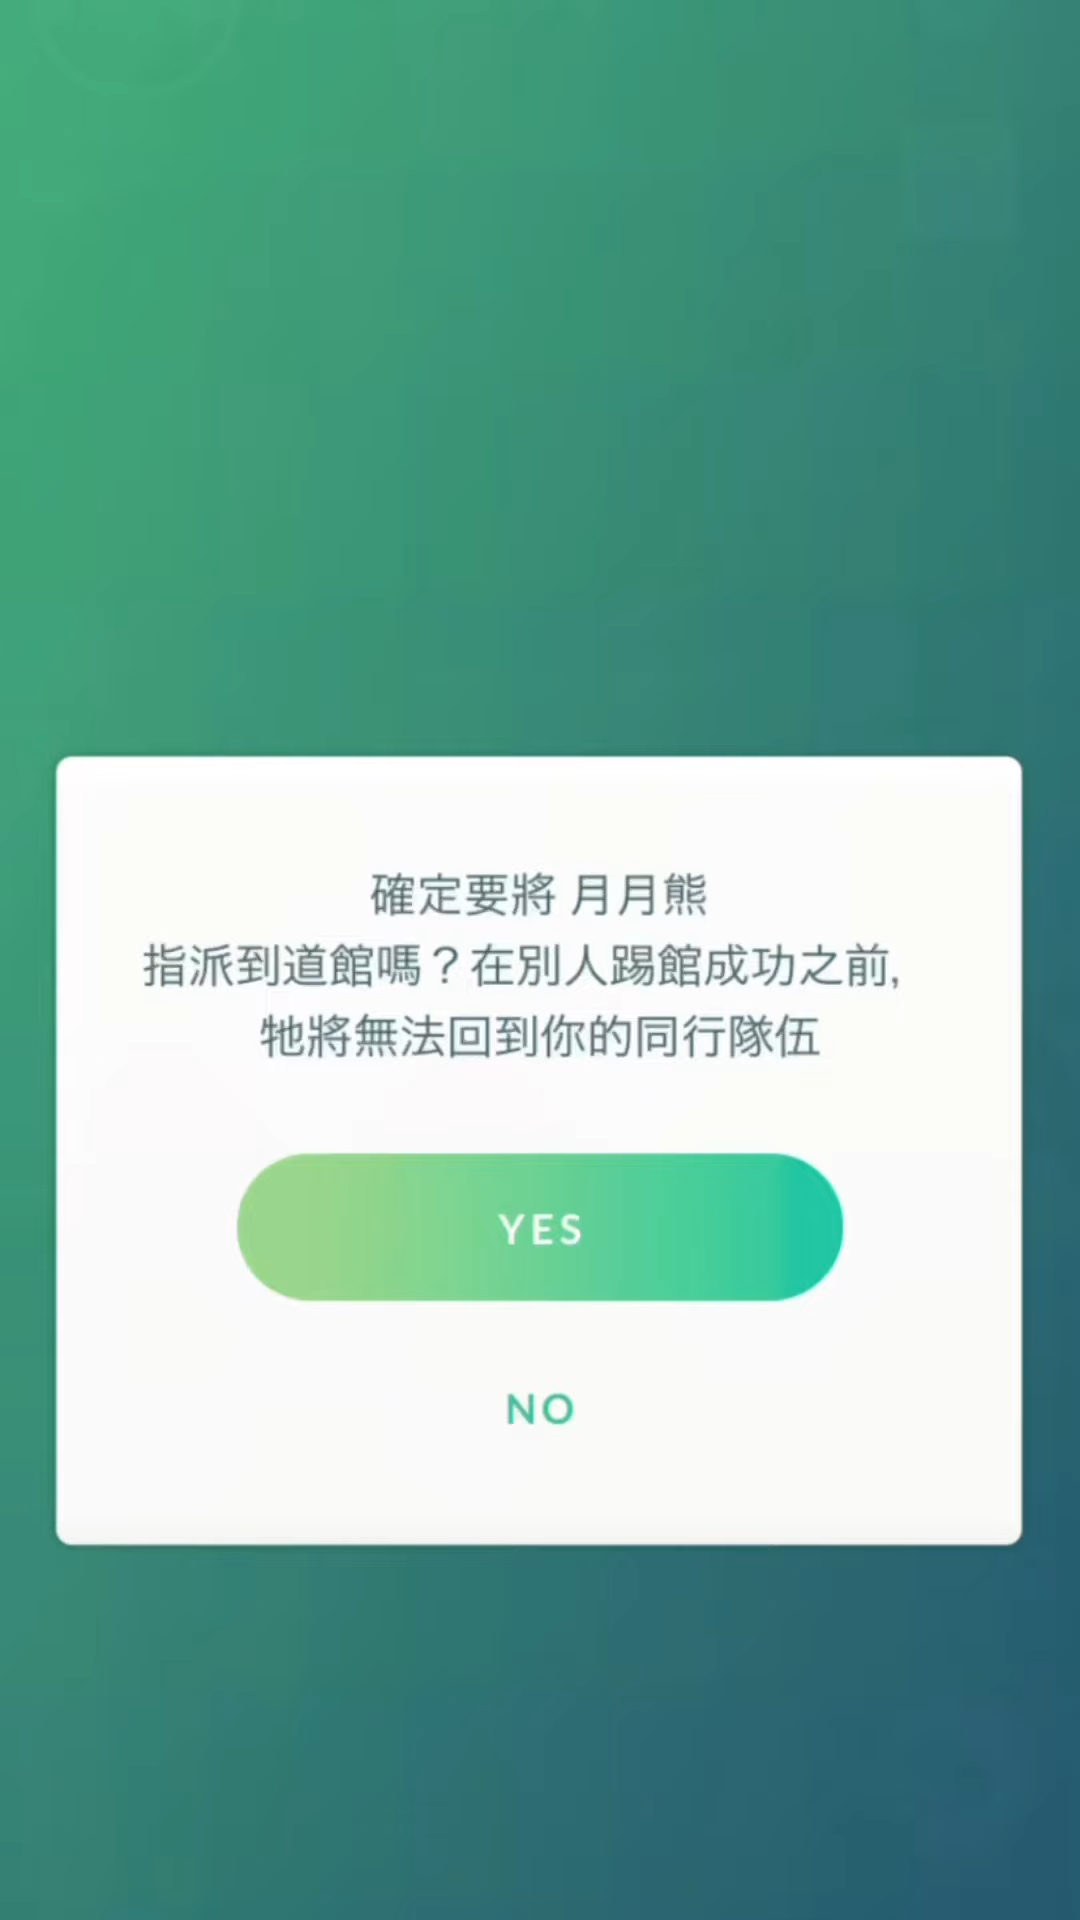 確定要將 月月熊
指派到道館嗎？在別人踢館成功之前,
牠將無法回到你的同行隊伍
YES
NO